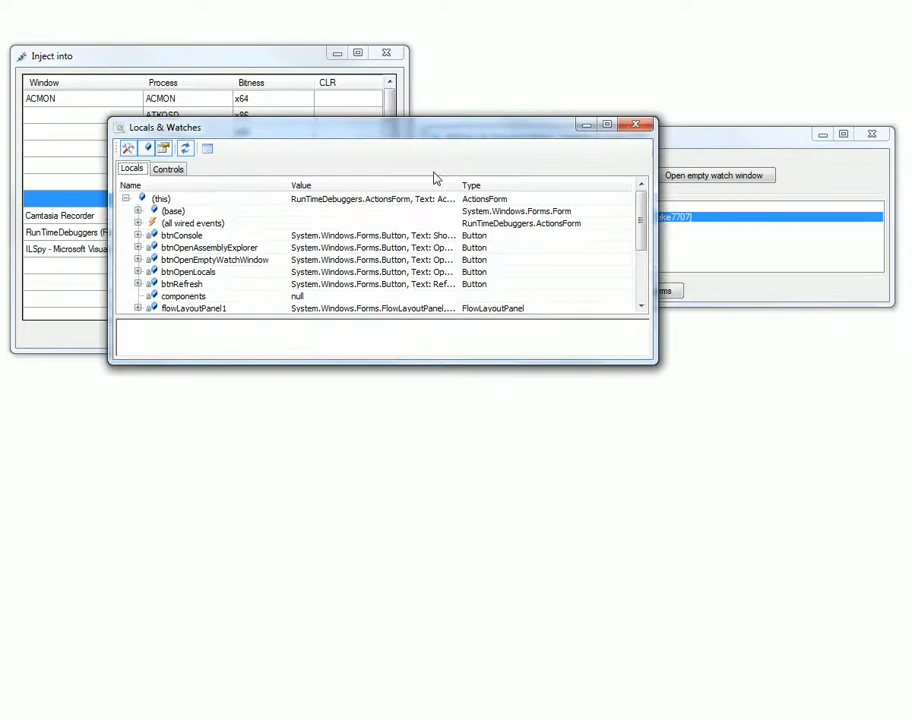 Inject into
Window Process Bitness CLR
ACMON ACMON x64
ATKOSD x86
Camtasia Recorder
RunTimeDebuggers (R
ILSpy - Microsoft Visua
Locals & Watches
Locals Controls
Name Value Type
(this) RunTimeDebuggers.ActionsForm, Text: Ac... ActionsForm
(base) System.Windows.Forms.Form
(all wired events) RunTimeDebuggers.ActionsForm
btnConsole System.Windows.Forms.Button, Text: Sho... Button
btnOpenAssemblyExplorer System.Windows.Forms.Button, Text: Op... Button
btnOpenEmptyWatchWindow System.Windows.Forms.Button, Text: Op... Button
btnOpenLocals System.Windows.Forms.Button, Text: Op... Button
btnRefresh System.Windows.Forms.Button, Text: Ref... Button
components null
flowLayoutPanel1 System.Windows.Forms.FlowLayoutPanel,... FlowLayoutPanel
Open empty watch window
ke7707]
ms